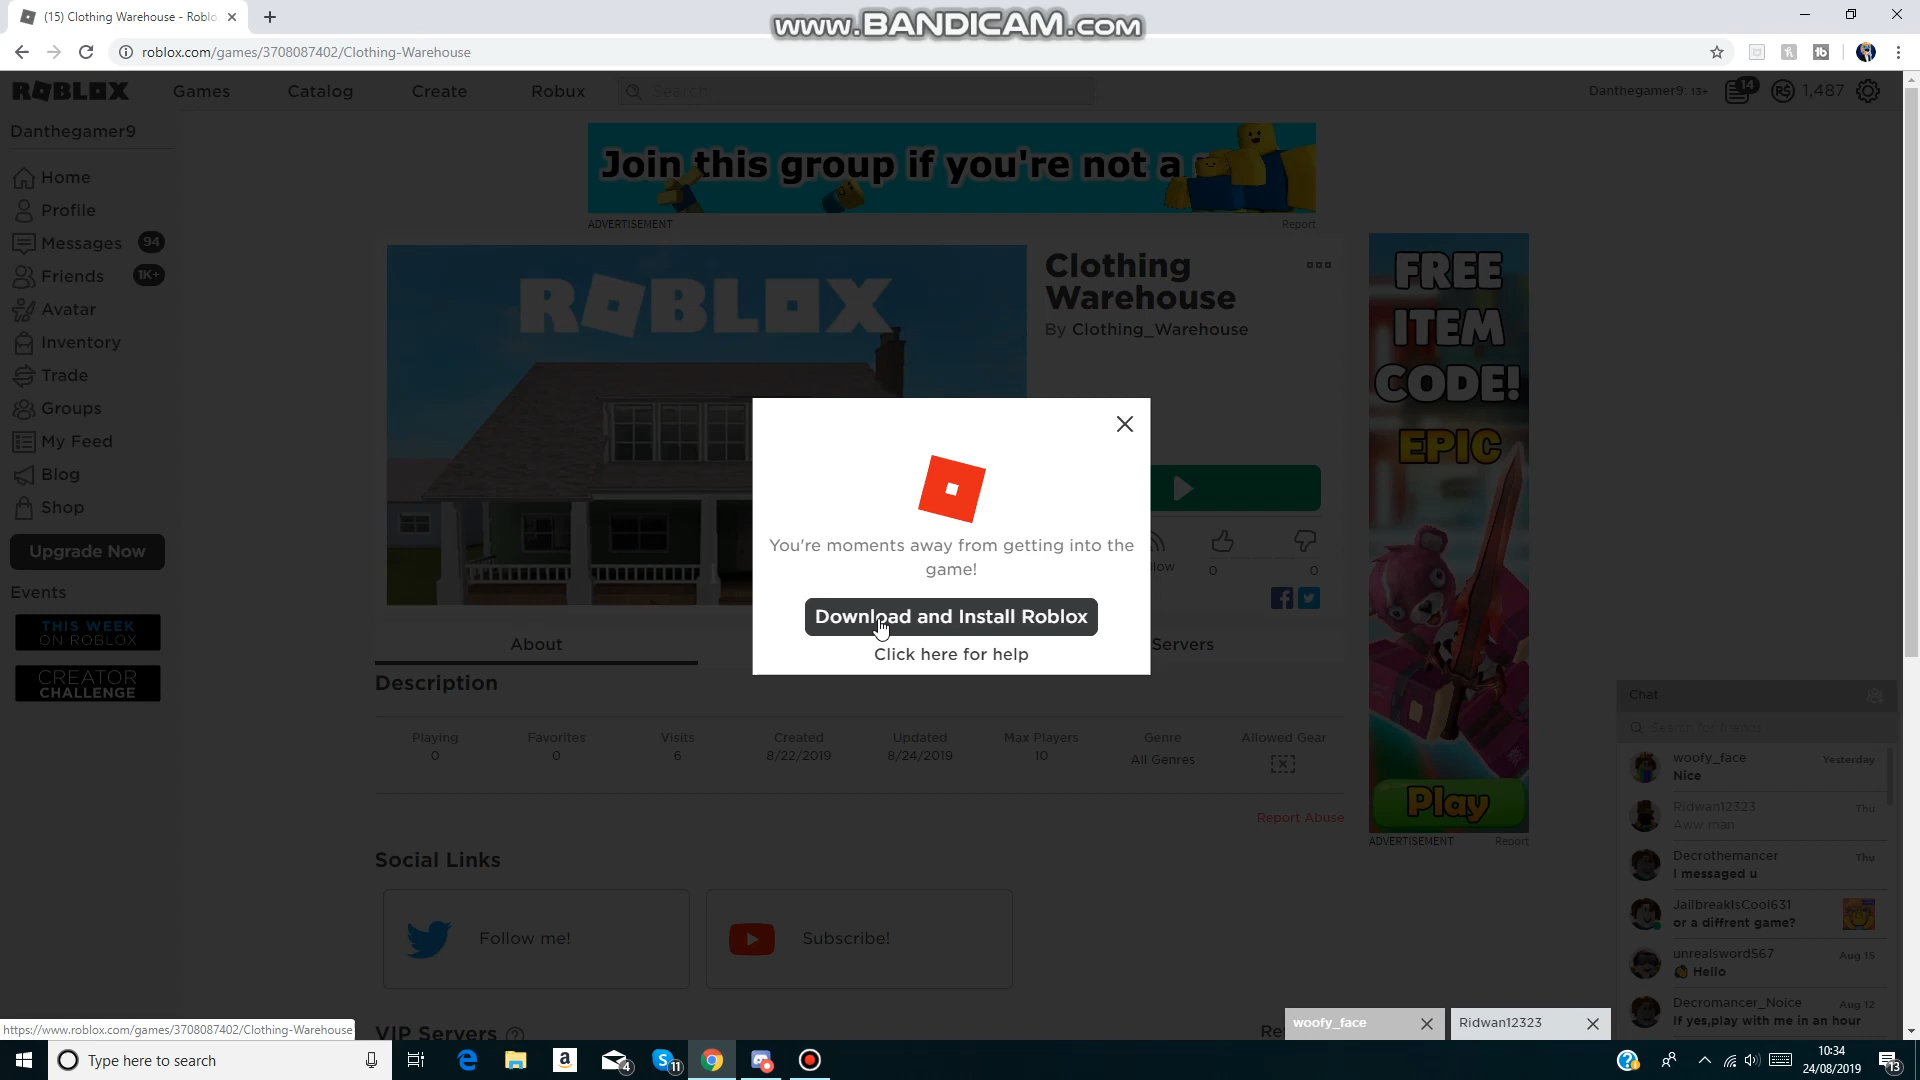 (15) Clothing Warehouse - Roblo
www.BANDICAM.com
roblox.com/games/3708087402/Clothing-Warehouse
ROBLOX
Games
Catalog
Create
Robux
Search
Danthegamer9: 13+
14
1,487
Danthegamer9
Home
Profile
Messages 94
Friends 1K+
Avatar
Inventory
Trade
Groups
My Feed
Blog
Shop
Upgrade Now
Events
THIS WEEK
ON ROBLOX
CREATOR
CHALLENGE
Join this group if you're not a
ADVERTISEMENT
Report
ROBLOX
Clothing
Warehouse
By Clothing_Warehouse
0
0
You're moments away from getting into the
game!
Download and Install Roblox
Click here for help
About
Servers
Description
Playing
0
Favorites
0
Visits
6
Created
8/22/2019
Updated
8/24/2019
Max Players
10
Genre
All Genres
Allowed Gear
Report Abuse
Social Links
Follow me!
Subscribe!
VIP Servers
FREE
ITEM
CODE!
EPIC
Play
ADVERTISEMENT
Report
Chat
Search for friends
woofy_face Yesterday
Nice
Ridwan12323 Thu
Aww man
Decrothemancer Thu
I messaged u
JailbreakIsCool631
or a diffrent game?
unrealsword567 Aug 15
Hello
Decromancer_Noice Aug 12
If yes,play with me in an hour
woofy_face
Ridwan12323
https://www.roblox.com/games/3708087402/Clothing-Warehouse
Type here to search
4
11
10:34
24/08/2019
13